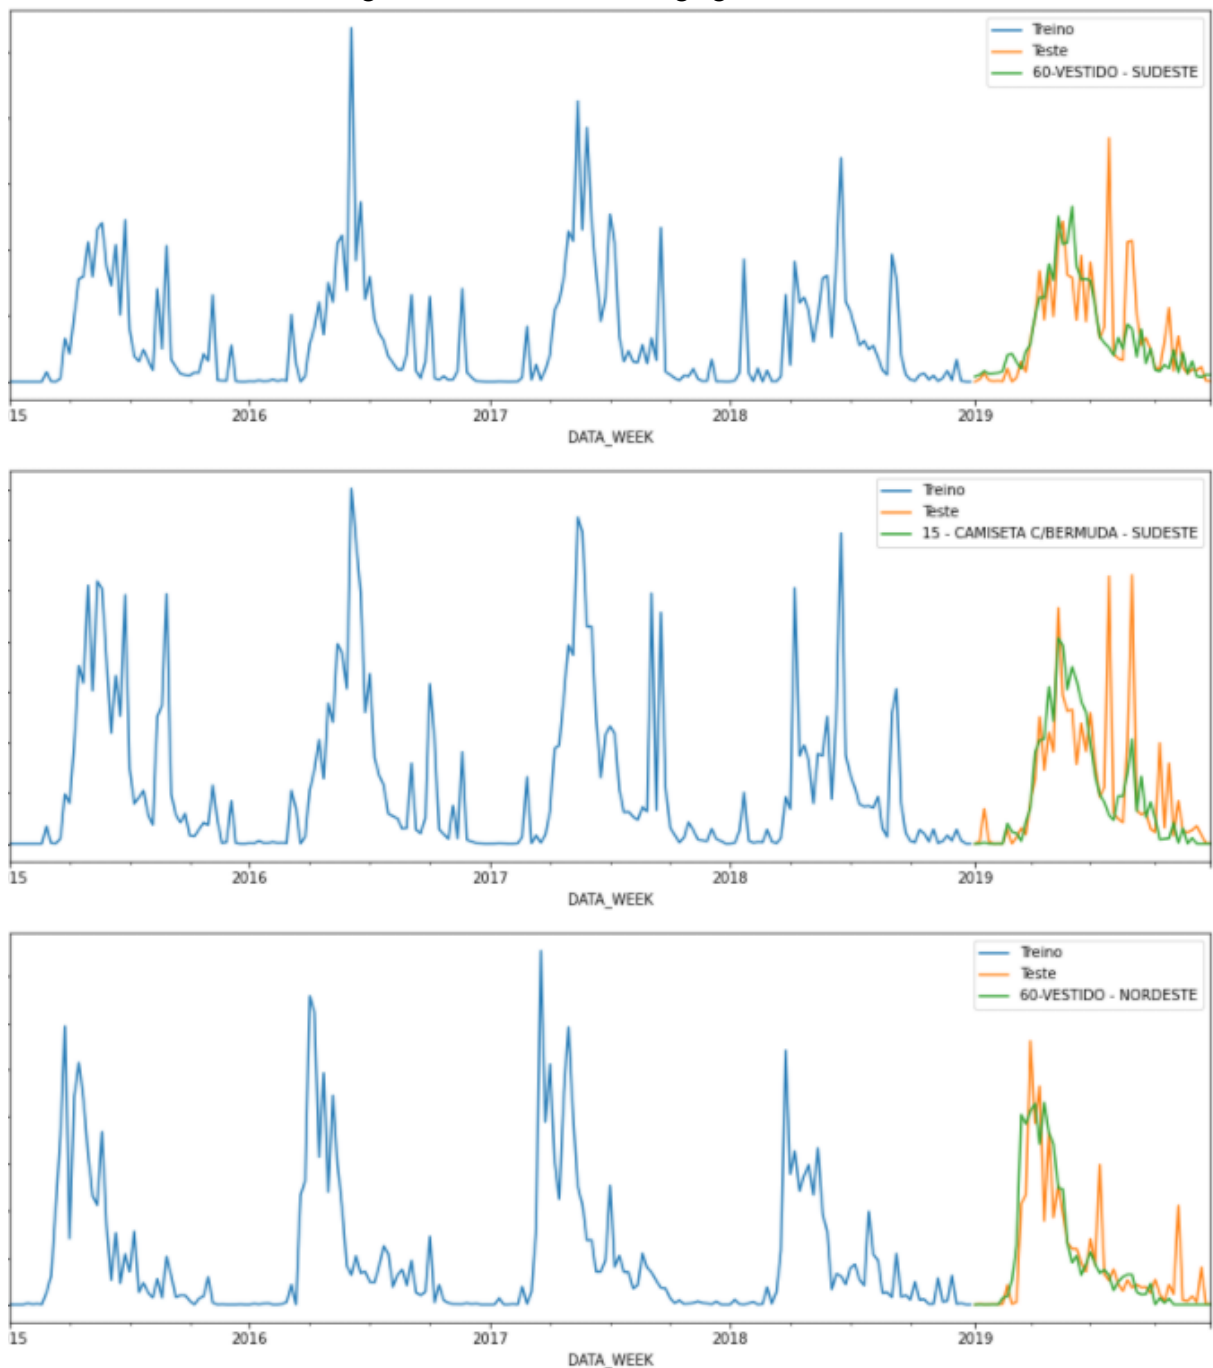 Treino
Teste
60-VESTIDO - SUDESTE
15 2016 2017 2018 2019
DATA_WEEK
Treino
Teste
15 - CAMISETA C/BERMUDA - SUDESTE
15 2016 2017 2018 2019
DATA_WEEK
Treino
Teste
60-VESTIDO - NORDESTE
15 2016 2017 2018 2019
DATA_WEEK